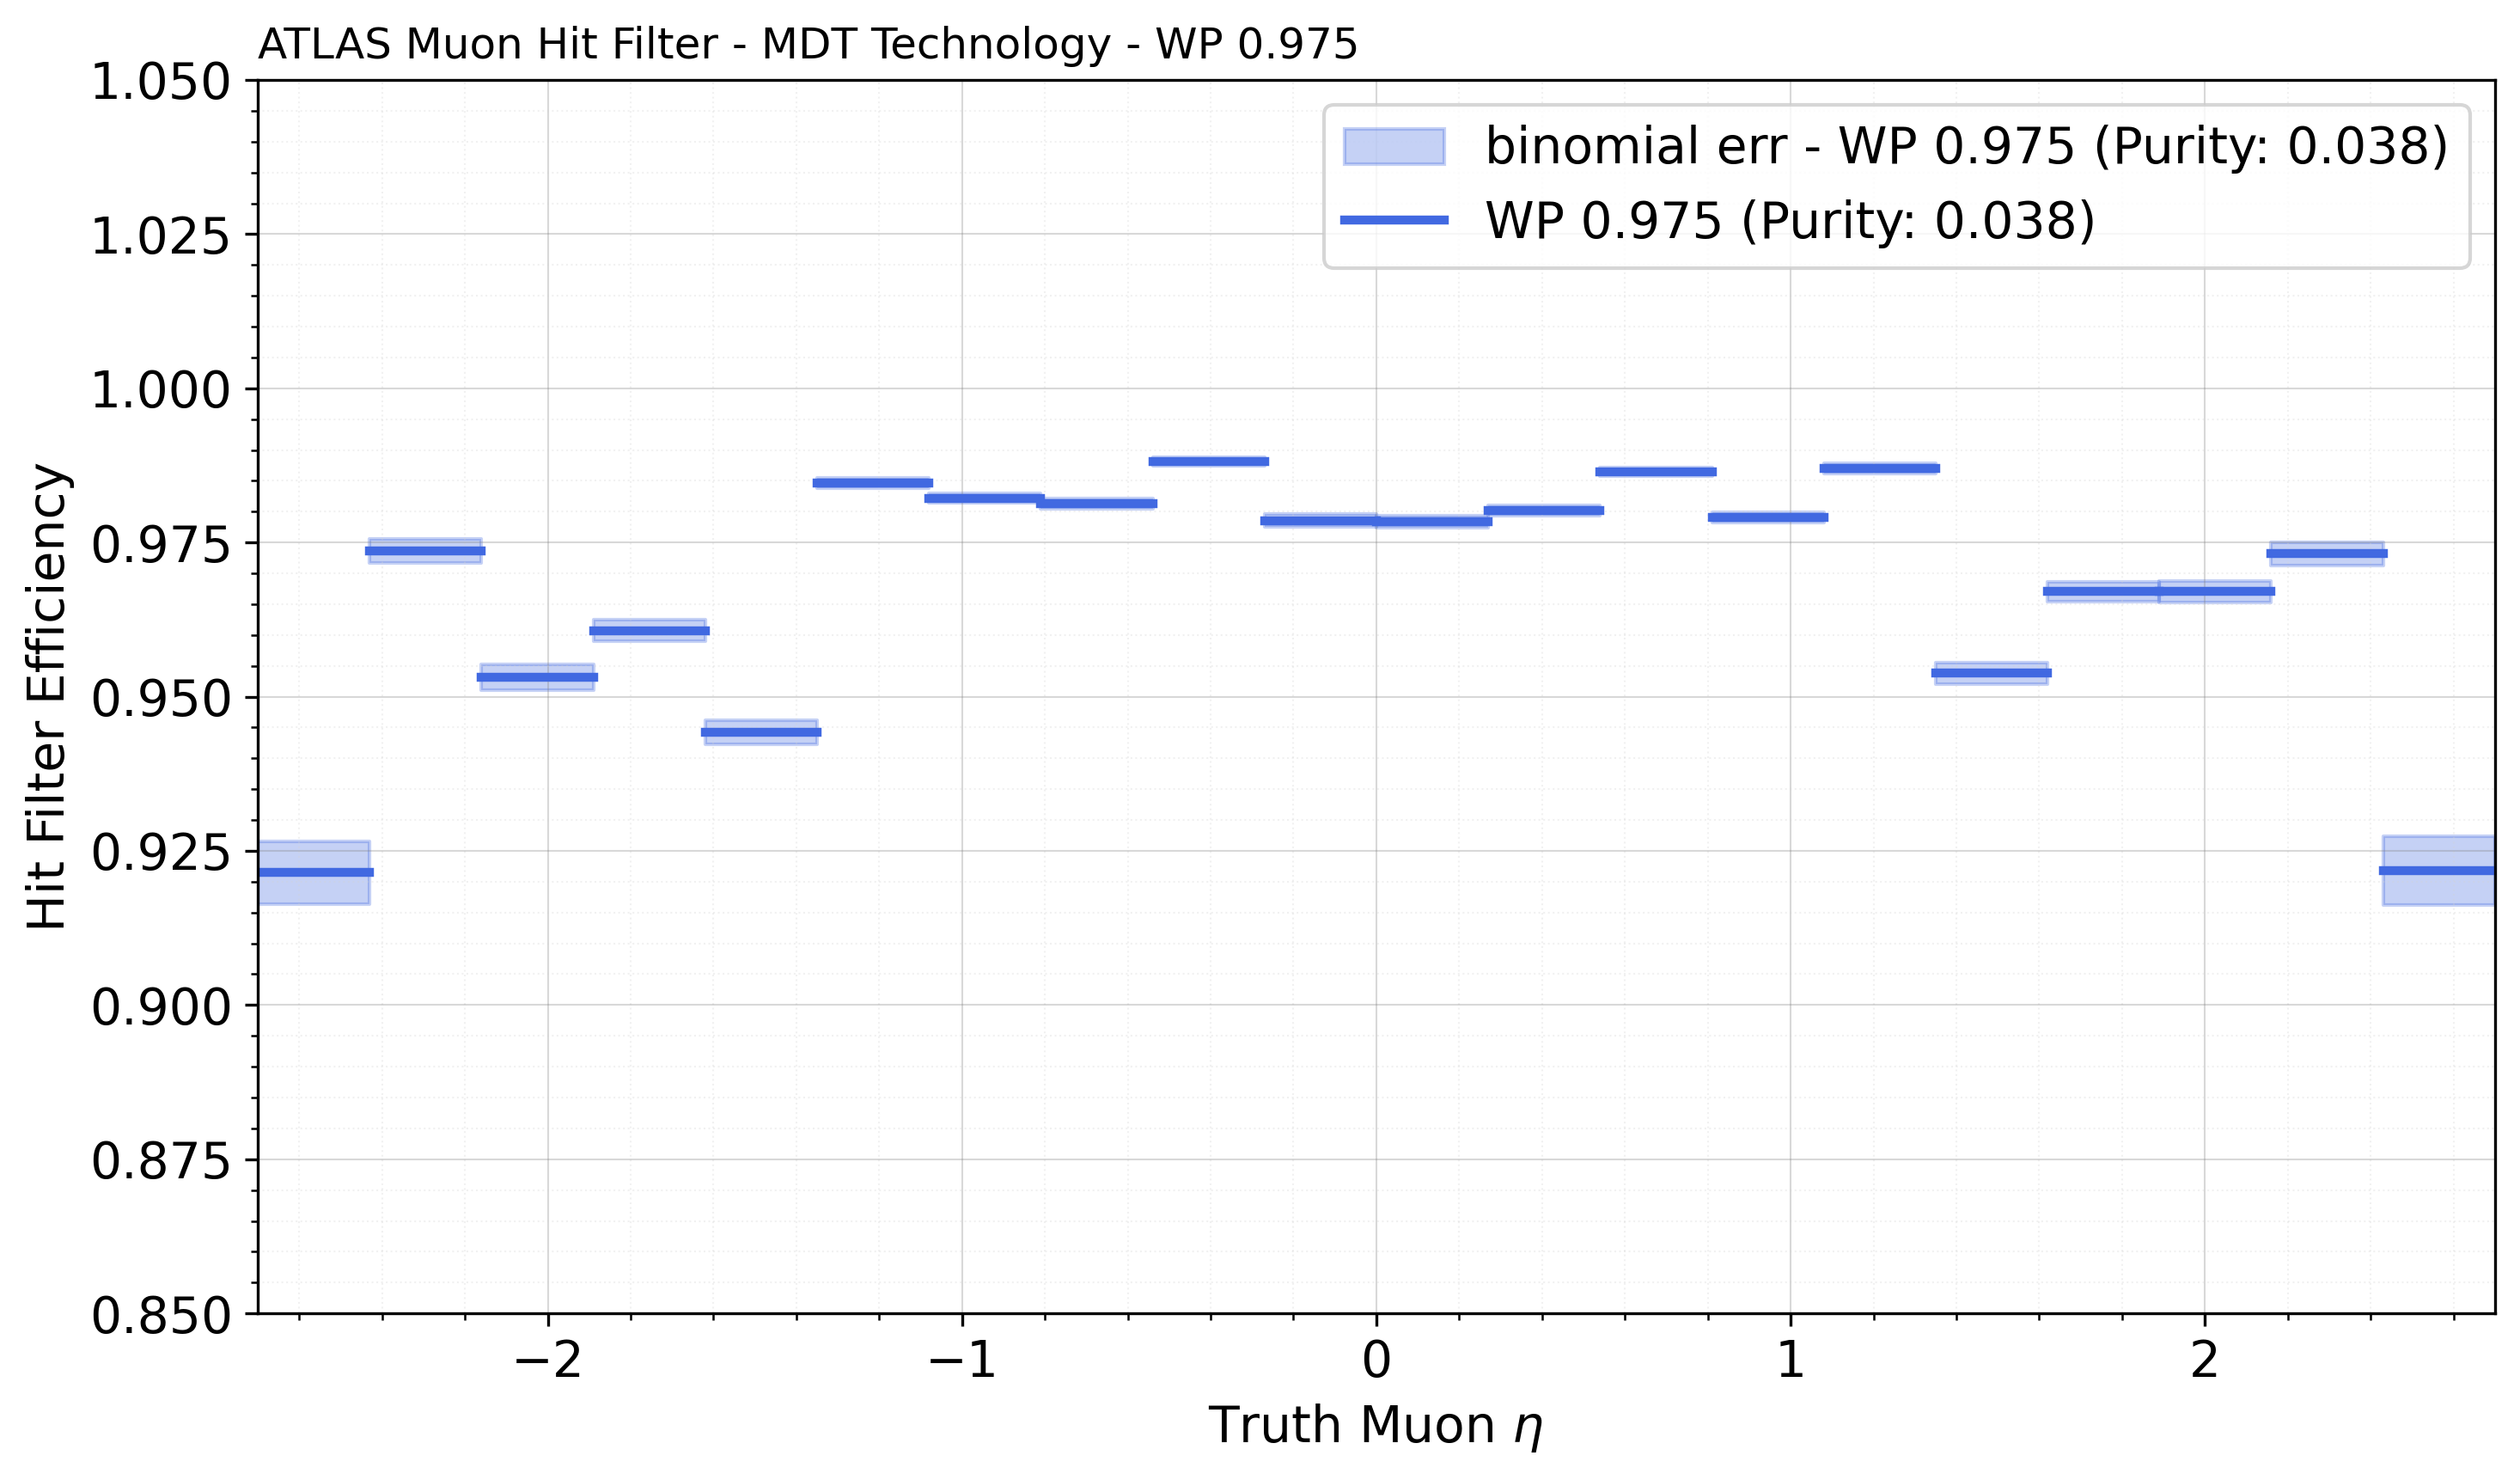 ATLAS Muon Hit Filter - MDT Technology - WP 0.975
binomial err - WP 0.975 (Purity: 0.038)
WP 0.975 (Purity: 0.038)
Hit Filter Efficiency
1.050
1.025
1.000
0.975
0.950
0.925
0.900
0.875
0.850
−2
−1
0
1
2
Truth Muon η